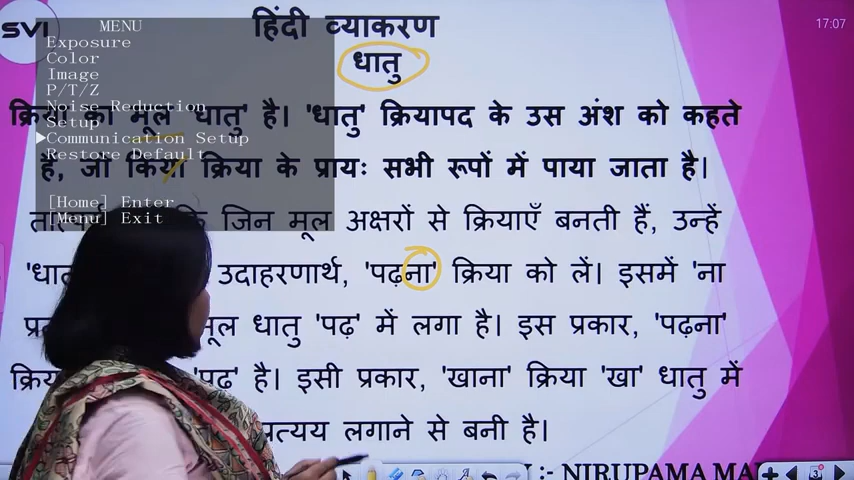 SVI
17:07
MENU
Exposure
Color
Image
P/T/Z
Noise Reduction
Setup
Communication Setup
Restore Default
[Home] Enter
[Menu] Exit
हिंदी व्याकरण
धातु
क्रिया का मूल 'धातु' है। 'धातु' क्रियापद के उस अंश को कहते
हैं, जो किसी क्रिया के प्रायः सभी रूपों में पाया जाता है।
जिन मूल अक्षरों से क्रियाएँ बनती हैं, उन्हें
उदाहरणार्थ, 'पढ़ना' क्रिया को लें। इसमें 'ना
मूल धातु 'पढ़' में लगा है। इस प्रकार, 'पढ़ना'
'पढ़' है। इसी प्रकार, 'खाना' क्रिया 'खा' धातु में
प्रत्यय लगाने से बनी है।
:- NIRUPAMA